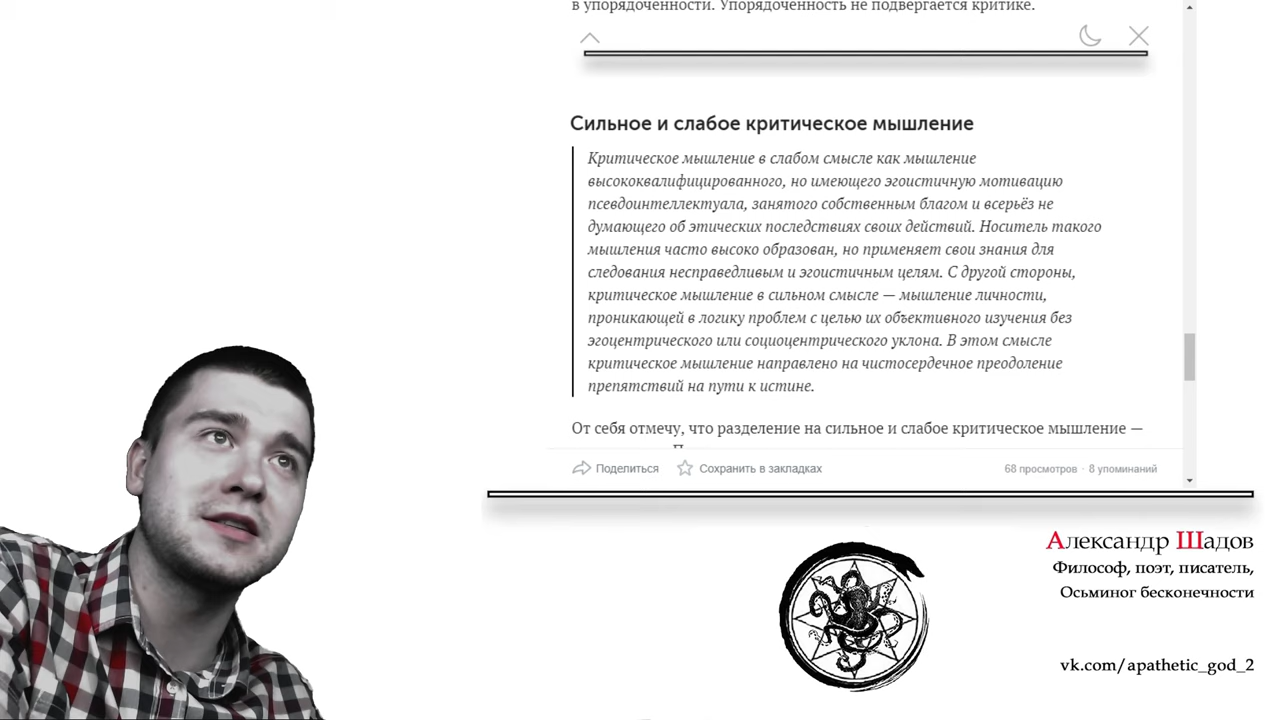 в упорядоченности. Упорядоченность не подвергается критике.
Сильное и слабое критическое мышление
Критическое мышление в слабом смысле как мышление
высококвалифицированного, но имеющего эгоистичную мотивацию
псевдоинтеллектуала, занятого собственным благом и всерьёз не
думающего об этических последствиях своих действий. Носитель такого
мышления часто высоко образован, но применяет свои знания для
следования несправедливым и эгоистичным целям. С другой стороны,
критическое мышление в сильном смысле — мышление личности,
проникающей в логику проблем с целью их объективного изучения без
эгоцентрического или социоцентрического уклона. В этом смысле
критическое мышление направлено на чистосердечное преодоление
препятствий на пути к истине.
От себя отмечу, что разделение на сильное и слабое критическое мышление —
Поделиться Сохранить в закладках 68 просмотров · 8 упоминаний
Александр Шадов
Философ, поэт, писатель,
Осьминог бесконечности
vk.com/apathetic_god_2